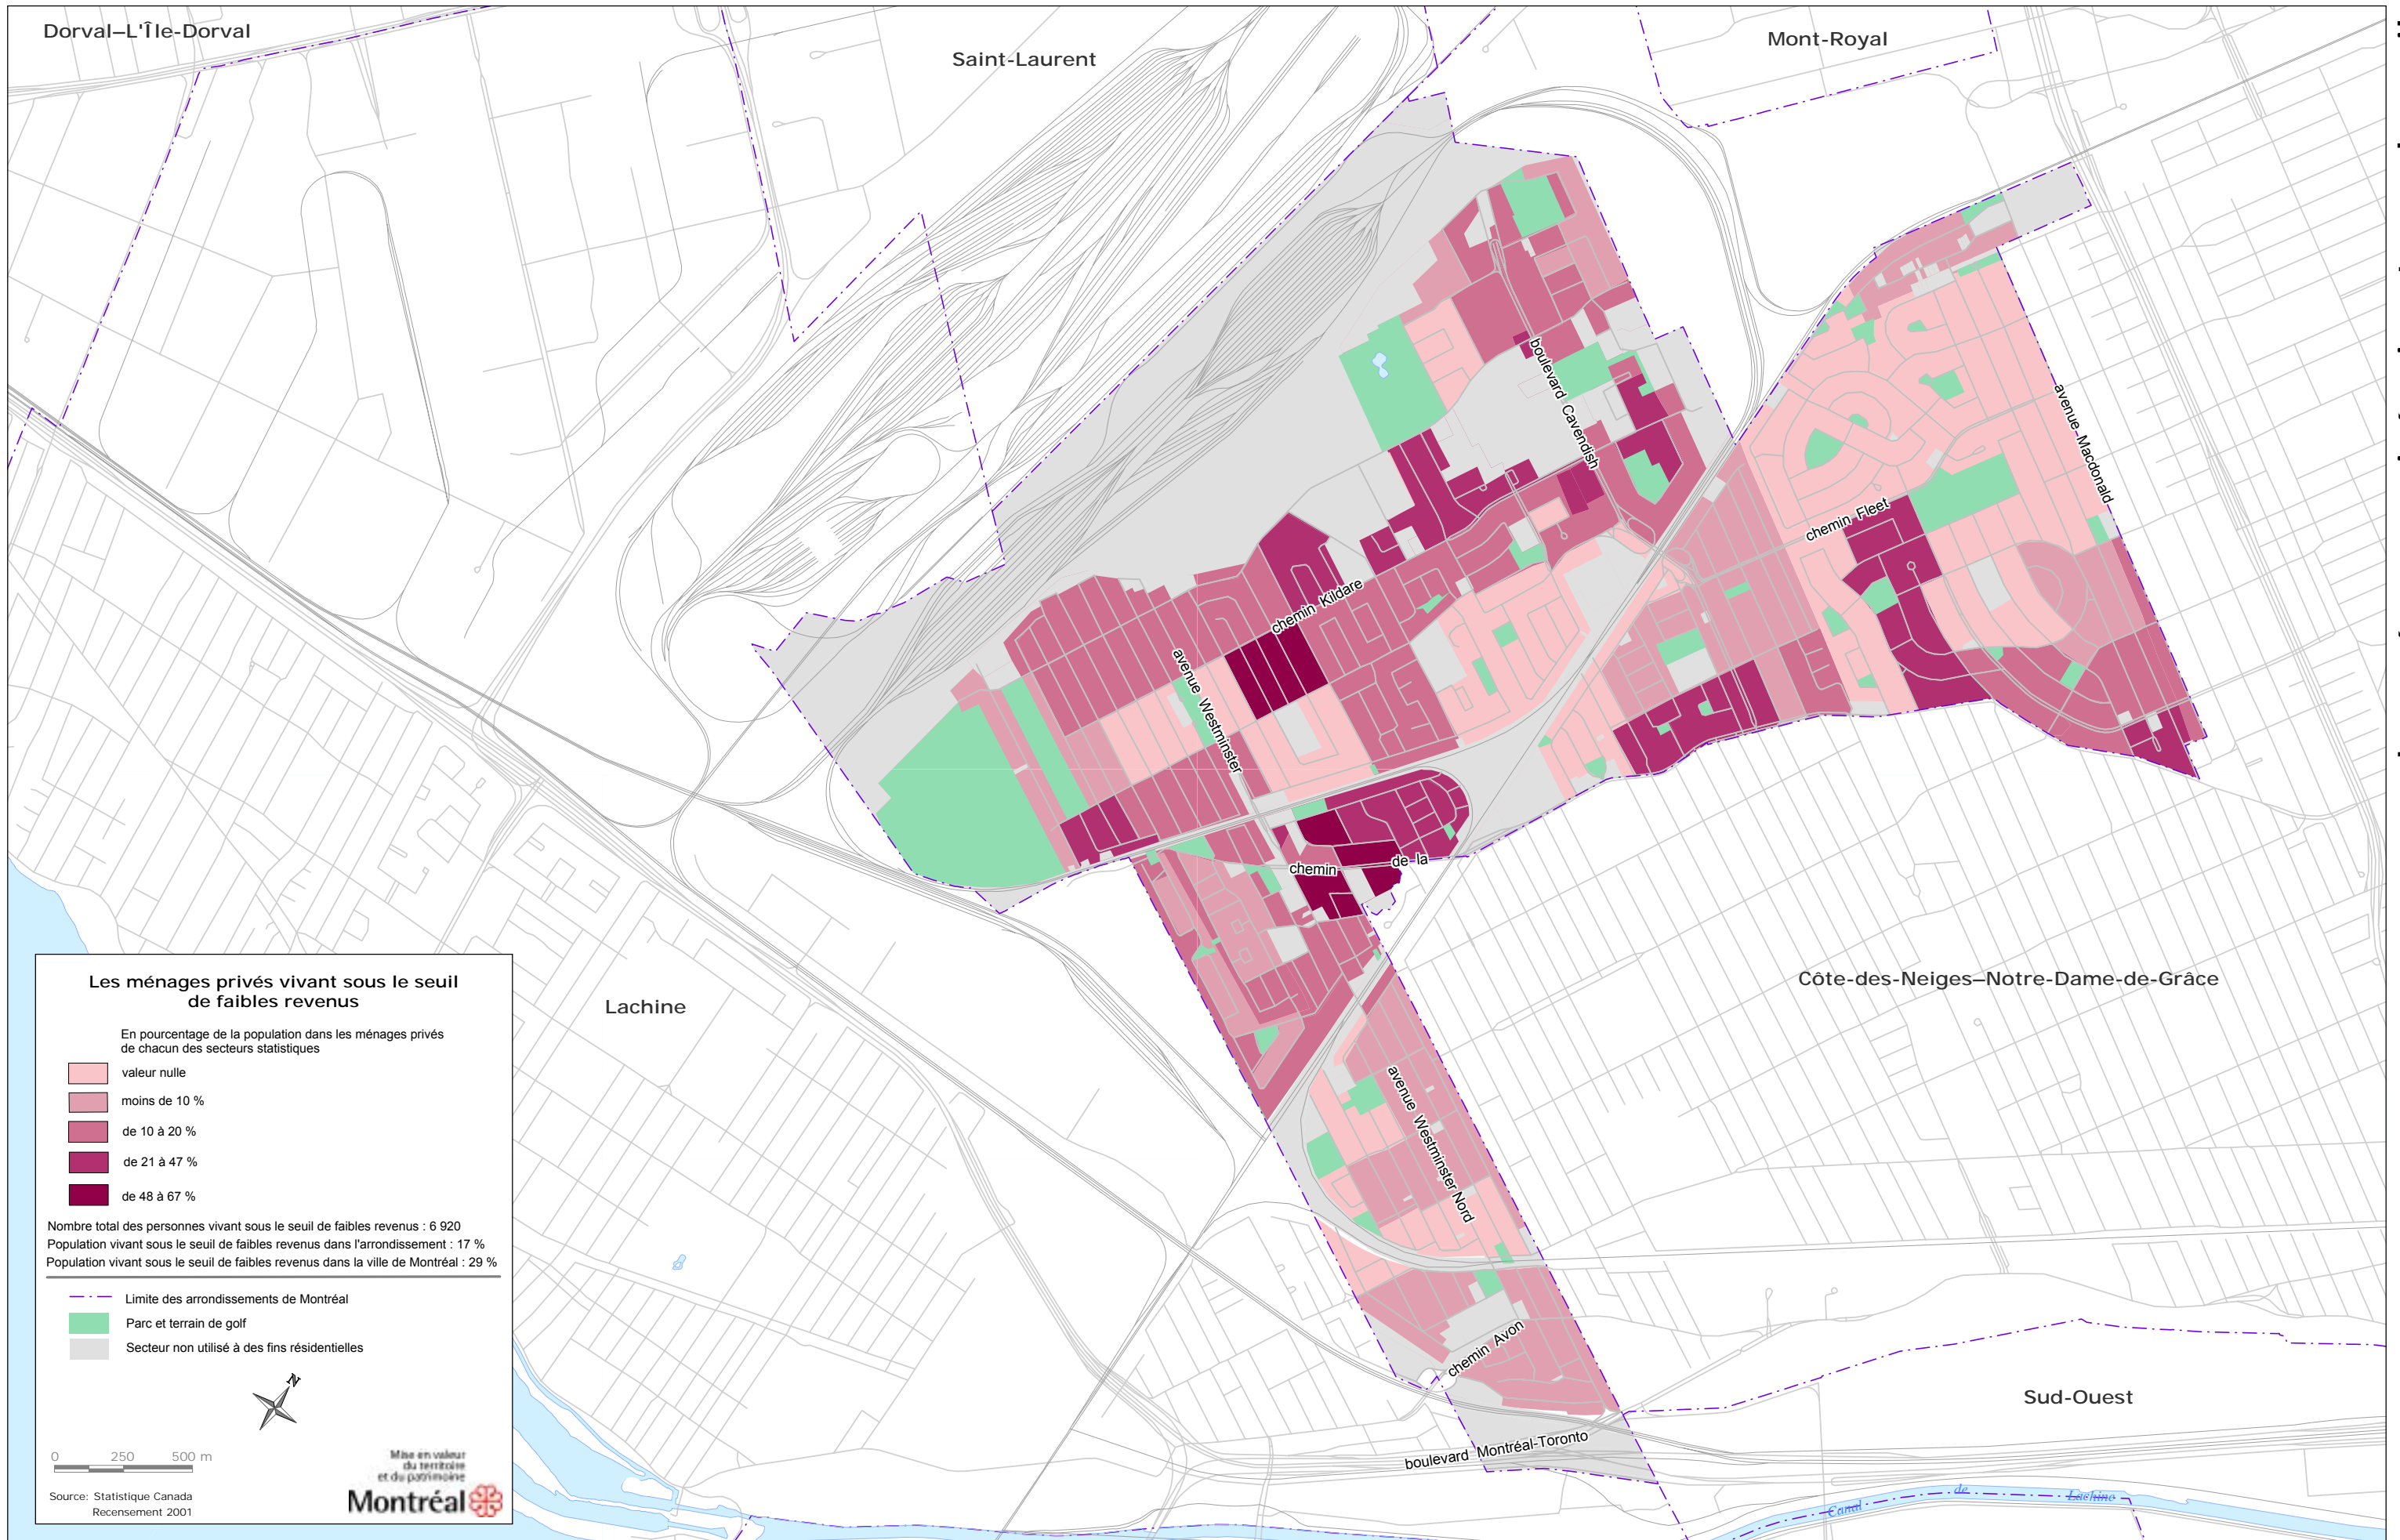 Dorval–L'Île-Dorval
Saint-Laurent
Mont-Royal
boulevard Cavendish
avenue Macdonald
chemin Fleet
chemin Kildare
avenue Westminster
chemin de la
Côte-des-Neiges–Notre-Dame-de-Grâce
Lachine
avenue Westminster Nord
chemin Avon
Sud-Ouest
boulevard Montréal-Toronto
Canal de Lachine
Les ménages privés vivant sous le seuil
de faibles revenus
En pourcentage de la population dans les ménages privés
de chacun des secteurs statistiques
valeur nulle
moins de 10 %
de 10 à 20 %
de 21 à 47 %
de 48 à 67 %
Nombre total des personnes vivant sous le seuil de faibles revenus : 6 920
Population vivant sous le seuil de faibles revenus dans l'arrondissement : 17 %
Population vivant sous le seuil de faibles revenus dans la ville de Montréal : 29 %
Limite des arrondissements de Montréal
Parc et terrain de golf
Secteur non utilisé à des fins résidentielles
N
0 250 500 m
Mise en valeur
du territoire
et du patrimoine
Montréal
Source: Statistique Canada
Recensement 2001